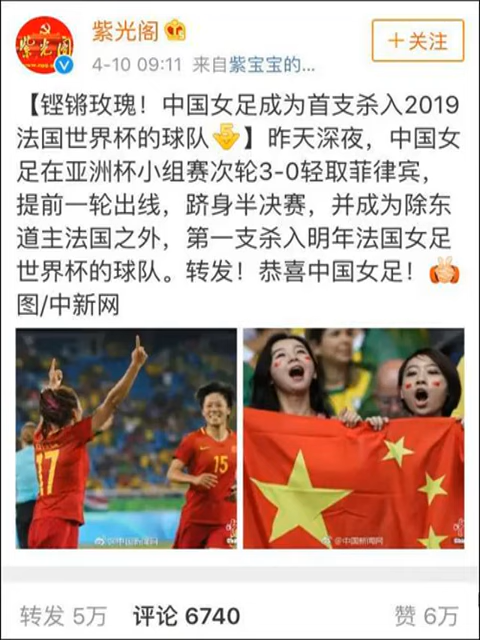 紫光阁
紫光阁
+关注
4-10 09:11 来自紫宝宝的...
【铿锵玫瑰！中国女足成为首支杀入2019
法国世界杯的球队】昨天深夜，中国女
足在亚洲杯小组赛次轮3-0轻取菲律宾，
提前一轮出线，跻身半决赛，并成为除东
道主法国之外，第一支杀入明年法国女足
世界杯的球队。转发！恭喜中国女足！
图/中新网
17
15
@中国新闻网
@中国新闻网
转发 5万 评论 6740 赞 6万